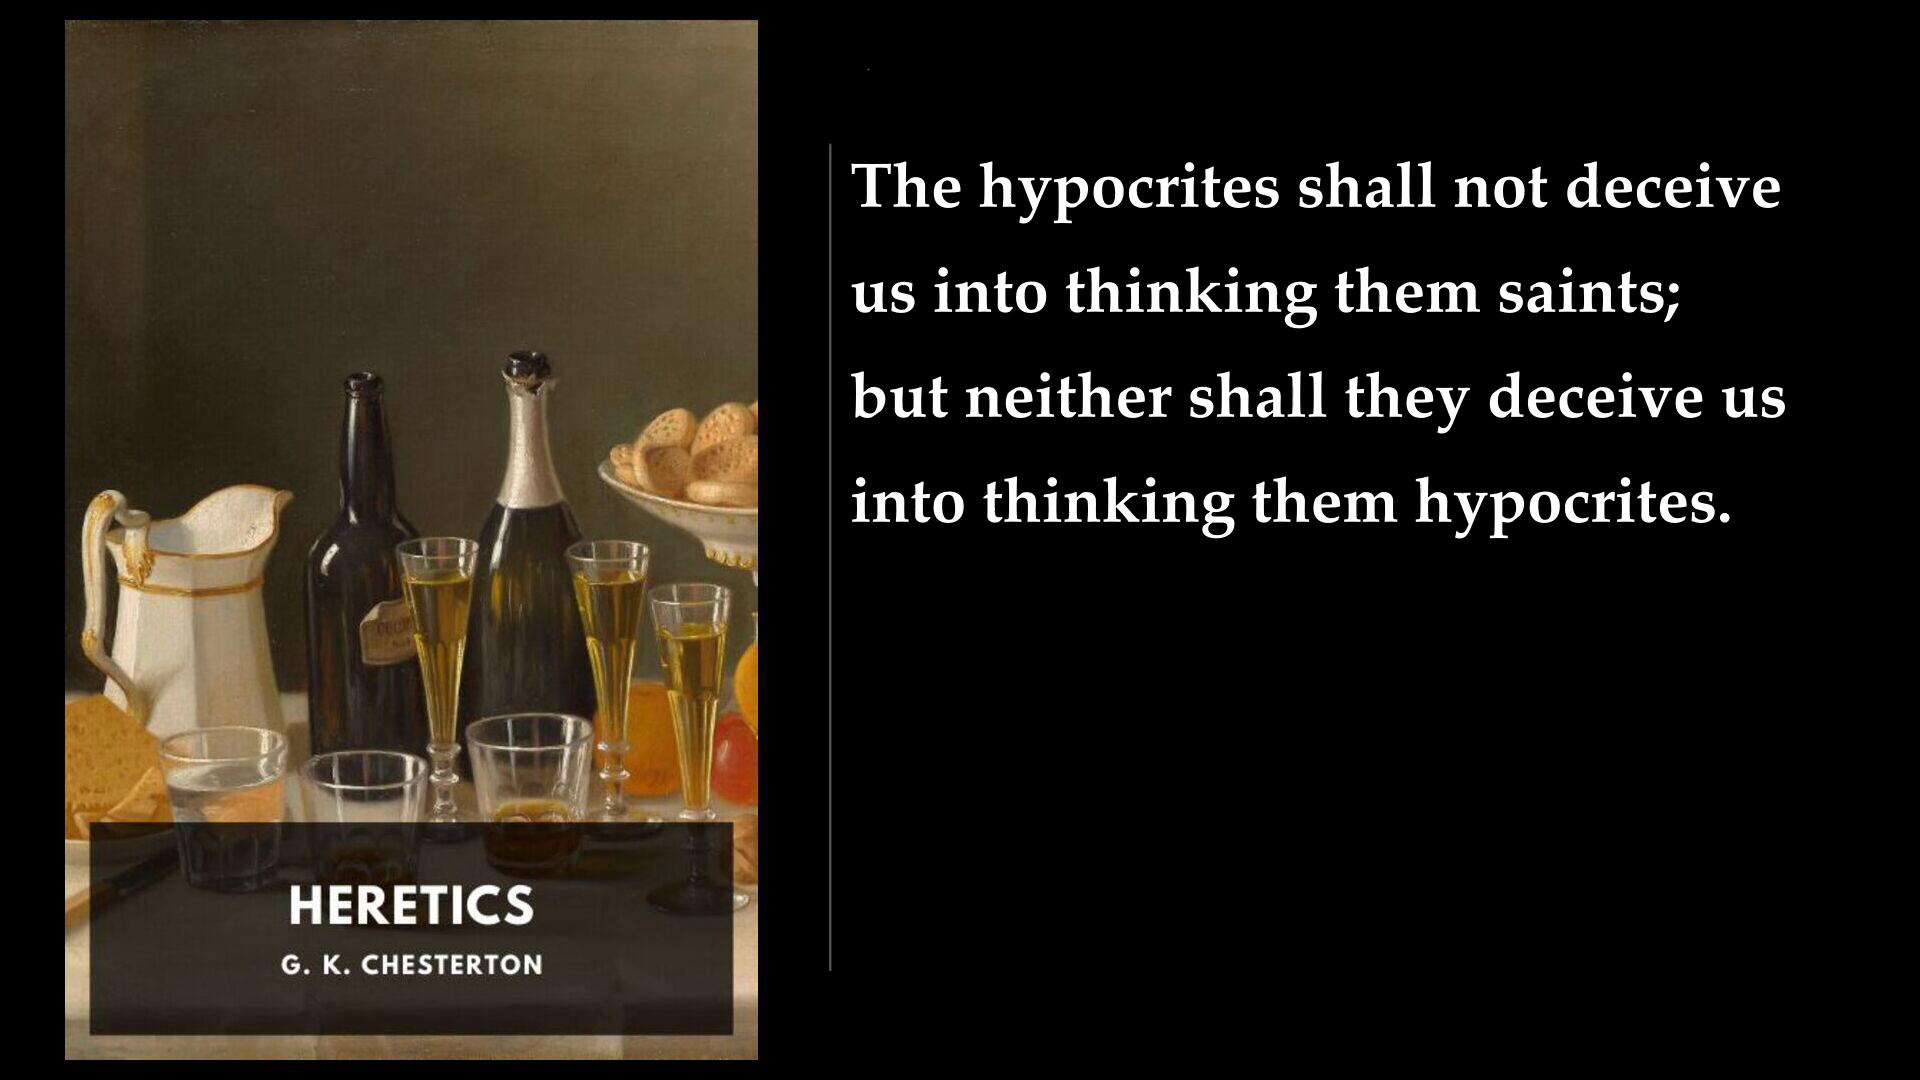 The hypocrites shall not deceive
us into thinking them saints;
but neither shall they deceive us
into thinking them hypocrites.
HERETICS
G. K. CHESTERTON